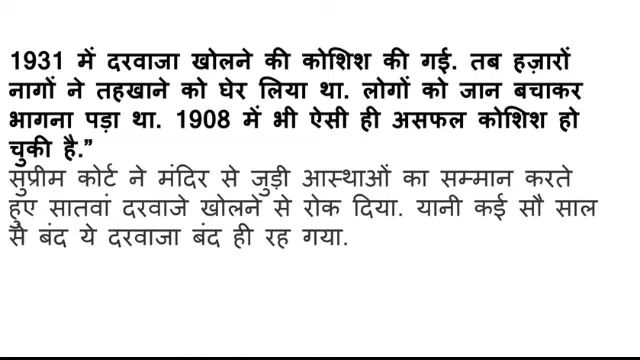 1931 में दरवाजा खोलने की कोशिश की गई. तब हज़ारों
नागों ने तहखाने को घेर लिया था. लोगों को जान बचाकर
भागना पड़ा था. 1908 में भी ऐसी ही असफल कोशिश हो
चुकी है.”
सुप्रीम कोर्ट ने मंदिर से जुड़ी आस्थाओं का सम्मान करते
हुए सातवां दरवाजे खोलने से रोक दिया. यानी कई सौ साल
से बंद ये दरवाजा बंद ही रह गया.